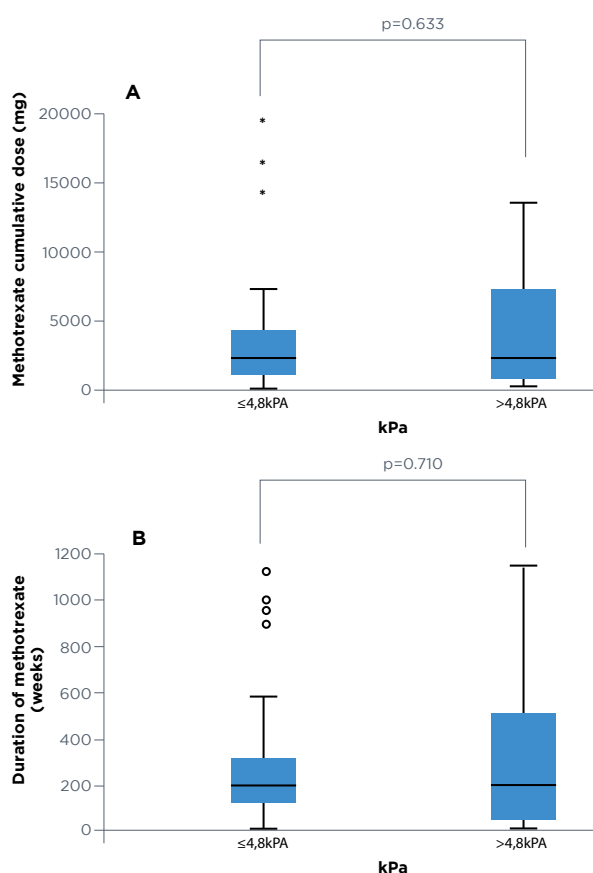 p=0.633
A
Methotrexate cumulative dose (mg)
20000
15000
10000
5000
0
≤4,8kPA
>4,8kPA
kPa
p=0.710
B
Duration of methotrexate
(weeks)
1200
1000
800
600
400
200
0
≤4,8kPA
>4,8kPA
kPa